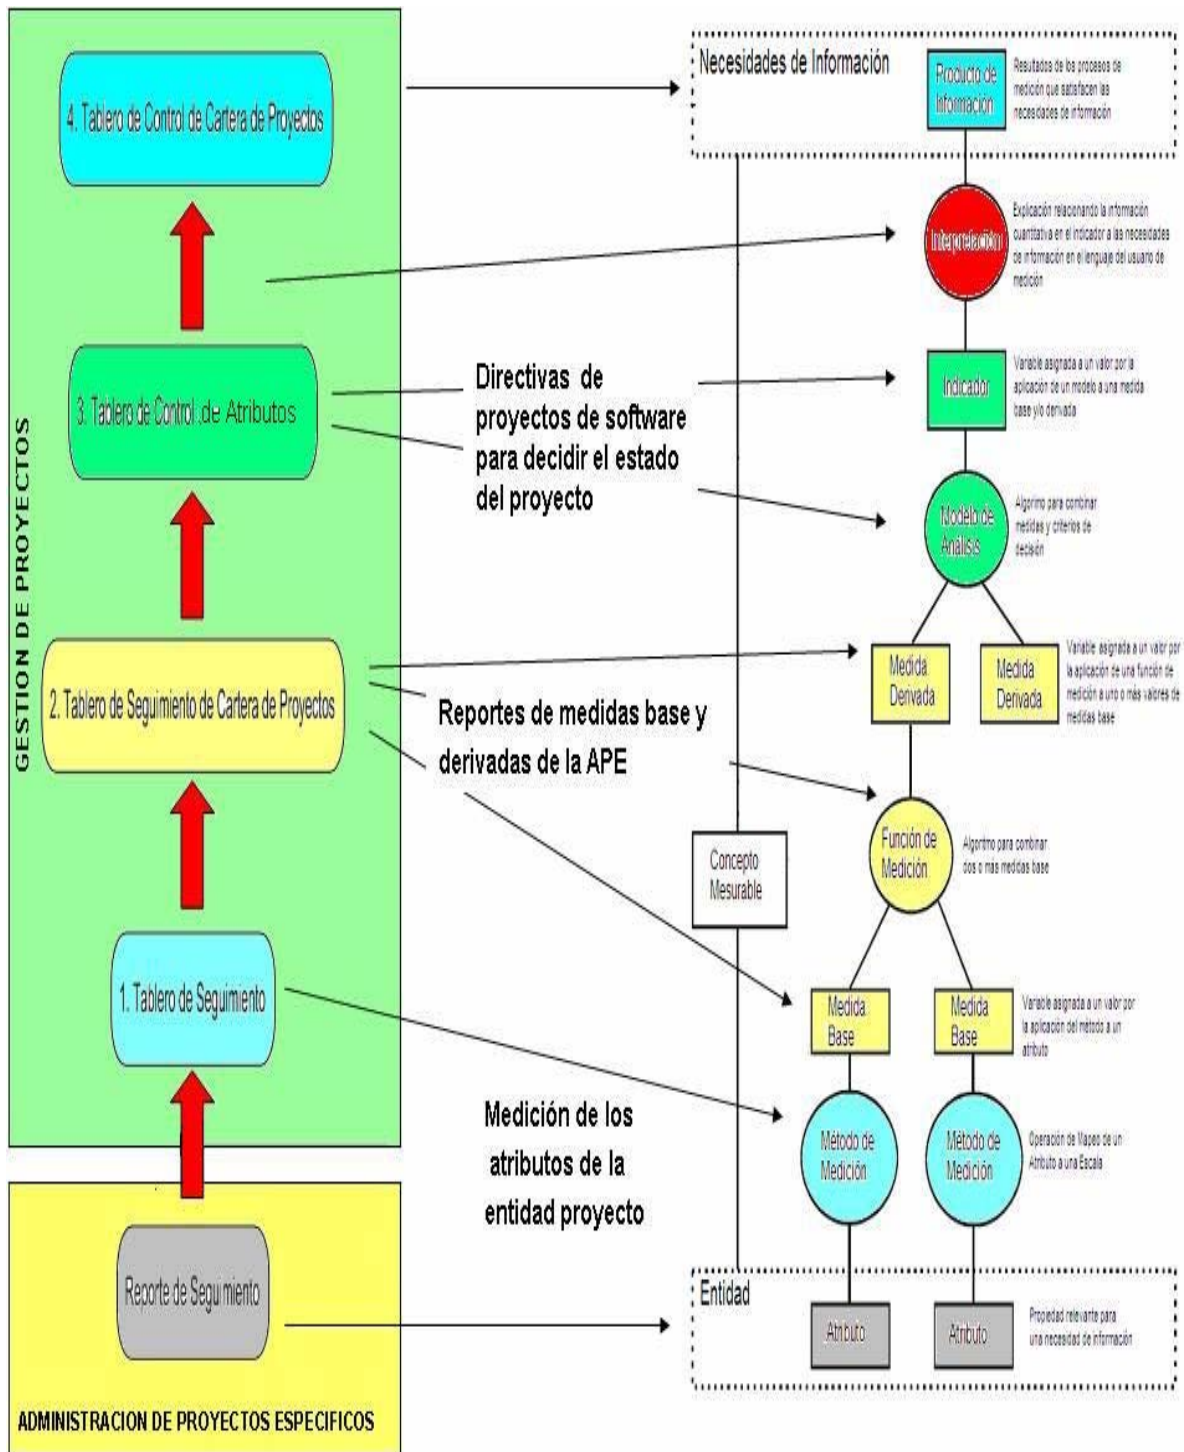 GESTION DE PROYECTOS
4. Tablero de Control de Cartera de Proyectos
3. Tablero de Control .de Atributos
2. Tablero de Seguimiento de Cartera de Proyectos
1. Tablero de Seguimiento
Reporte de Seguimiento
ADMINISTRACION DE PROYECTOS ESPECIFICOS
Directivas de
proyectos de software
para decidir el estado
del proyecto
Reportes de medidas base y
derivadas de la APE
Medición de los
atributos de la
entidad proyecto
Necesidades de Información
Producto de
Información
Resultados de los procesos de
medición que satisfacen las
necesidades de información
Interpretación
Explicación relacionando la información
cuantitativa en el indicador a las necesidades
de información en el lenguaje del usuario de
medición
Indicador
Variable asignada a un valor por la
aplicación de un modelo a una medida
base y/o derivada
Modelo de
Análisis
Algoritmo para combinar
medidas y criterios de
decisión
Medida
Derivada
Medida
Derivada
Variable asignada a un valor por
la aplicación de una función de
medición a uno o más valores de
medidas base
Función de
Medición
Algoritmo para combinar
dos o más medidas base
Concepto
Mesurable
Medida
Base
Medida
Base
Variable asignada a un valor por
la aplicación del método a un
atributo
Método de
Medición
Método de
Medición
Operación de Mapeo de un
Atributo a una Escala
Entidad
Atributo
Atributo
Propiedad relevante para
una necesidad de información